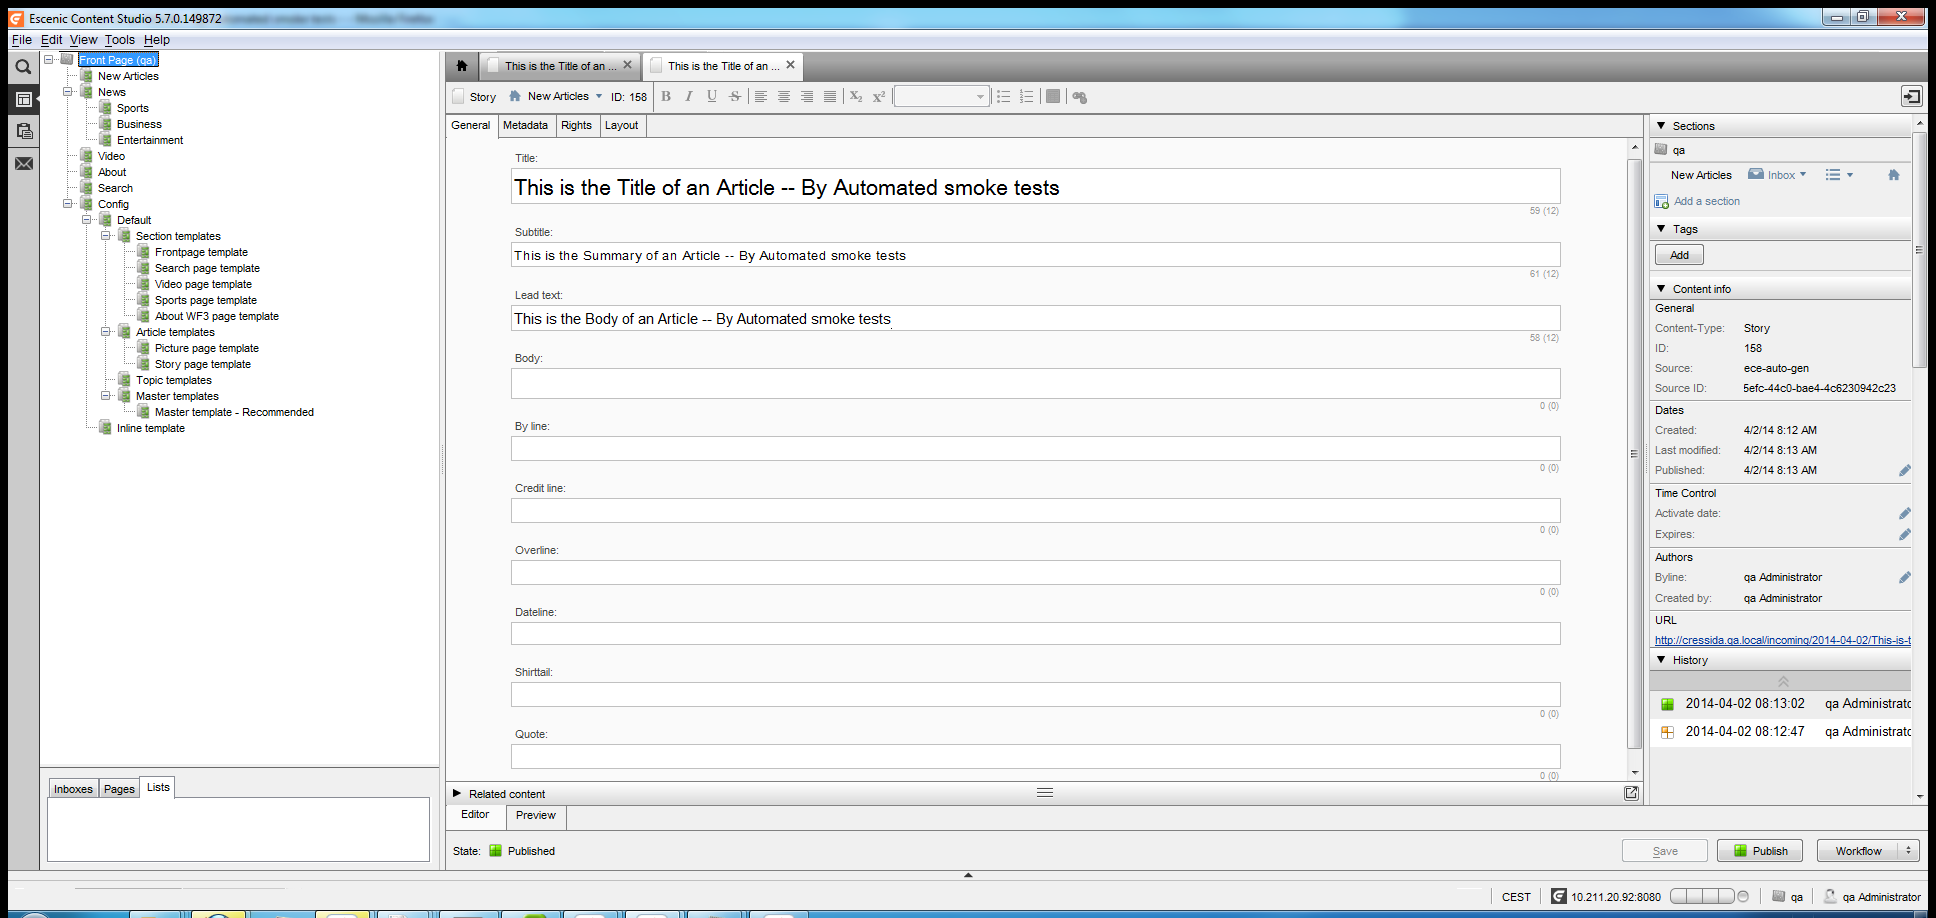 Escenic Content Studio 5.7.0.149872
File Edit View Tools Help
Front Page (qa)
New Articles
News
Sports
Business
Entertainment
Video
About
Search
Config
Default
Section templates
Frontpage template
Search page template
Video page template
Sports page template
About WF3 page template
Article templates
Picture page template
Story page template
Topic templates
Master templates
Master template - Recommended
Inline template
Inboxes Pages Lists
This is the Title of an ... This is the Title of an ...
Story New Articles ID: 158 B I U S X2 X2
General Metadata Rights Layout
Title:
This is the Title of an Article -- By Automated smoke tests
59 (12)
Subtitle:
This is the Summary of an Article -- By Automated smoke tests
61 (12)
Lead text:
This is the Body of an Article -- By Automated smoke tests
58 (12)
Body:
0 (0)
By line:
0 (0)
Credit line:
0 (0)
Overline:
0 (0)
Dateline:
Shirttail:
0 (0)
Quote:
0 (0)
Related content
Editor Preview
State: Published
Save Publish Workflow
Sections
qa
New Articles Inbox
Add a section
Tags
Add
Content info
General
Content-Type: Story
ID: 158
Source: ece-auto-gen
Source ID: 5efc-44c0-bae4-4c6230942c23
Dates
Created: 4/2/14 8:12 AM
Last modified: 4/2/14 8:13 AM
Published: 4/2/14 8:13 AM
Time Control
Activate date:
Expires:
Authors
Byline: qa Administrator
Created by: qa Administrator
URL
http://cressida.qa.local/incoming/2014-04-02/This-is-t
History
2014-04-02 08:13:02 qa Administrato
2014-04-02 08:12:47 qa Administrato
CEST 10.211.20.92:8080 qa qa Administrator